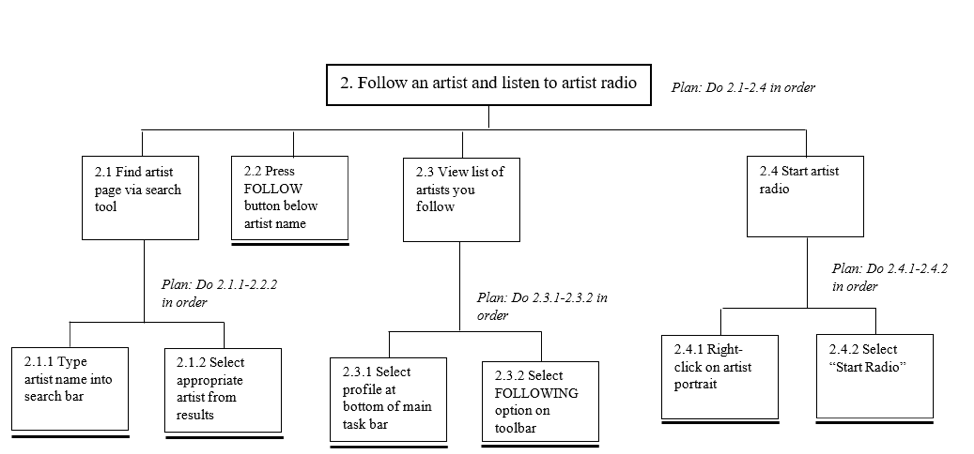 2. Follow an artist and listen to artist radio
Plan: Do 2.1-2.4 in order
2.1 Find artist
page via search
tool
2.2 Press
FOLLOW
button below
artist name
2.3 View list of
artists you
follow
2.4 Start artist
radio
Plan: Do 2.1.1-2.2.2
in order
Plan: Do 2.3.1-2.3.2 in
order
Plan: Do 2.4.1-2.4.2
in order
2.1.1 Type
artist name into
search bar
2.1.2 Select
appropriate
artist from
results
2.3.1 Select
profile at
bottom of main
task bar
2.3.2 Select
FOLLOWING
option on
toolbar
2.4.1 Right-
click on artist
portrait
2.4.2 Select
“Start Radio”